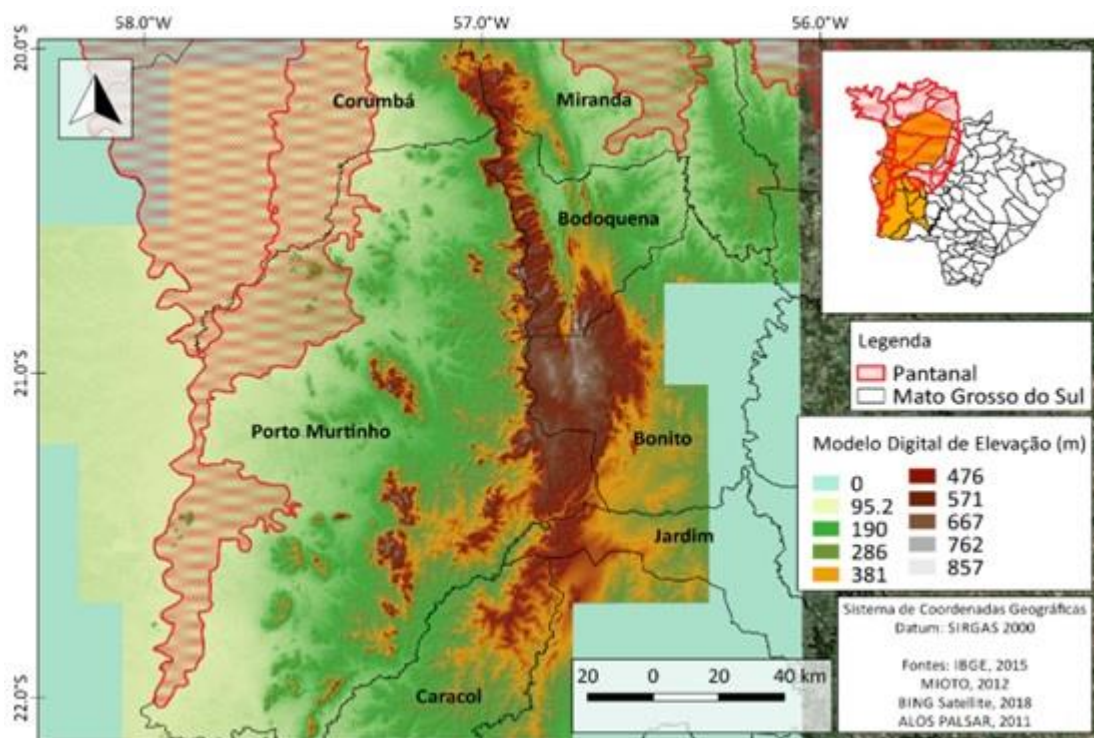 58.0°W
57.0°W
56.0°W
20.0°S
21.0°S
22.0°S
Corumbá
Miranda
Bodoquena
Porto Murtinho
Bonito
Jardim
Caracol
20 0 20 40 km
Legenda
Pantanal
Mato Grosso do Sul
Modelo Digital de Elevação (m)
0
95.2
190
286
381
476
571
667
762
857
Sistema de Coordenadas Geográficas
Datum: SIRGAS 2000
Fontes: IBGE, 2015
MIOTO, 2012
BING Satellite, 2018
ALOS PALSAR, 2011